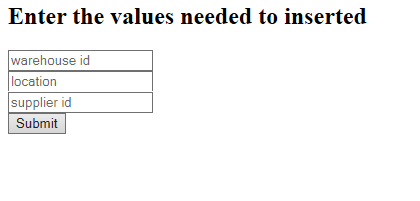 Enter the values needed to inserted
warehouse id
location
supplier id
Submit